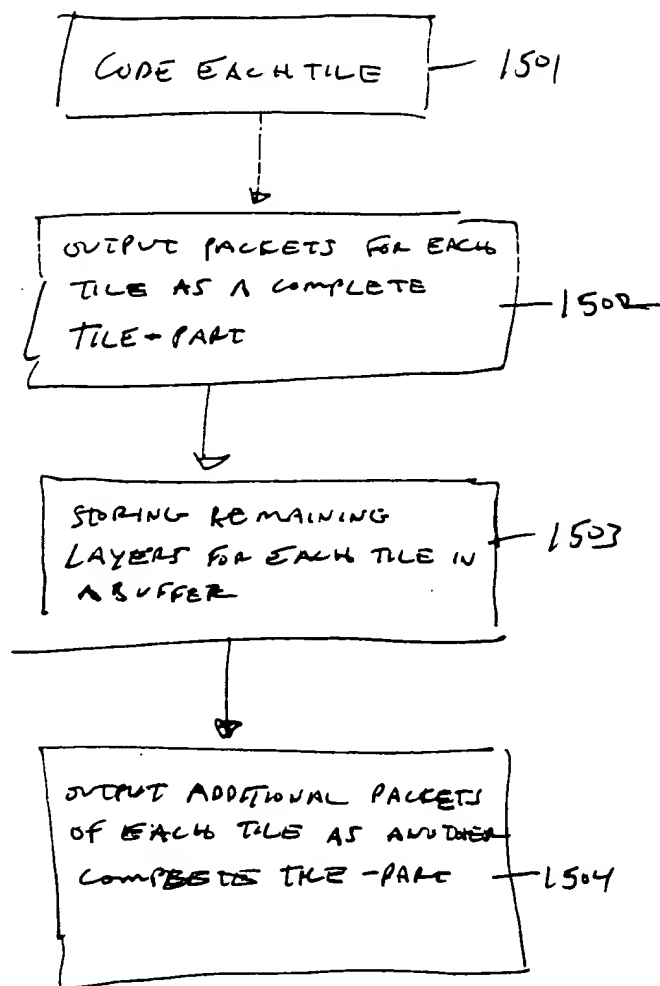 CODE EACH TILE
1501
OUTPUT PACKETS FOR EACH
TILE AS A COMPLETE
TILE-PART
1502
STORING REMAINING
LAYERS FOR EACH TILE IN
A BUFFER
1503
OUTPUT ADDITIONAL PACKETS
OF EACH TILE AS ANOTHER
COMPLETE TILE-PART
1504